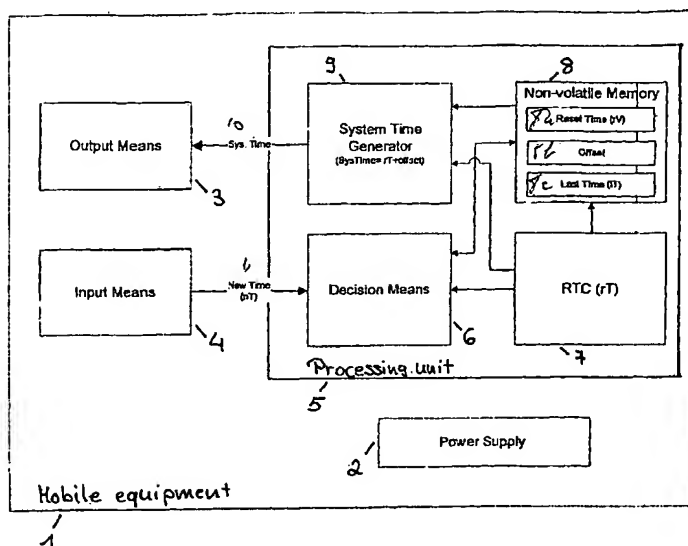 9
8
Non-volatile Memory
Reset Time (rV)
Offset
Last Time (lT)
System Time
Generator
(SysTime= rT+offset)
10
Sys. Time
Output Means
3
Input Means
4
New Time
(nT)
Decision Means
6
RTC (rT)
7
Processing unit
5
Power Supply
2
Mobile equipment
1